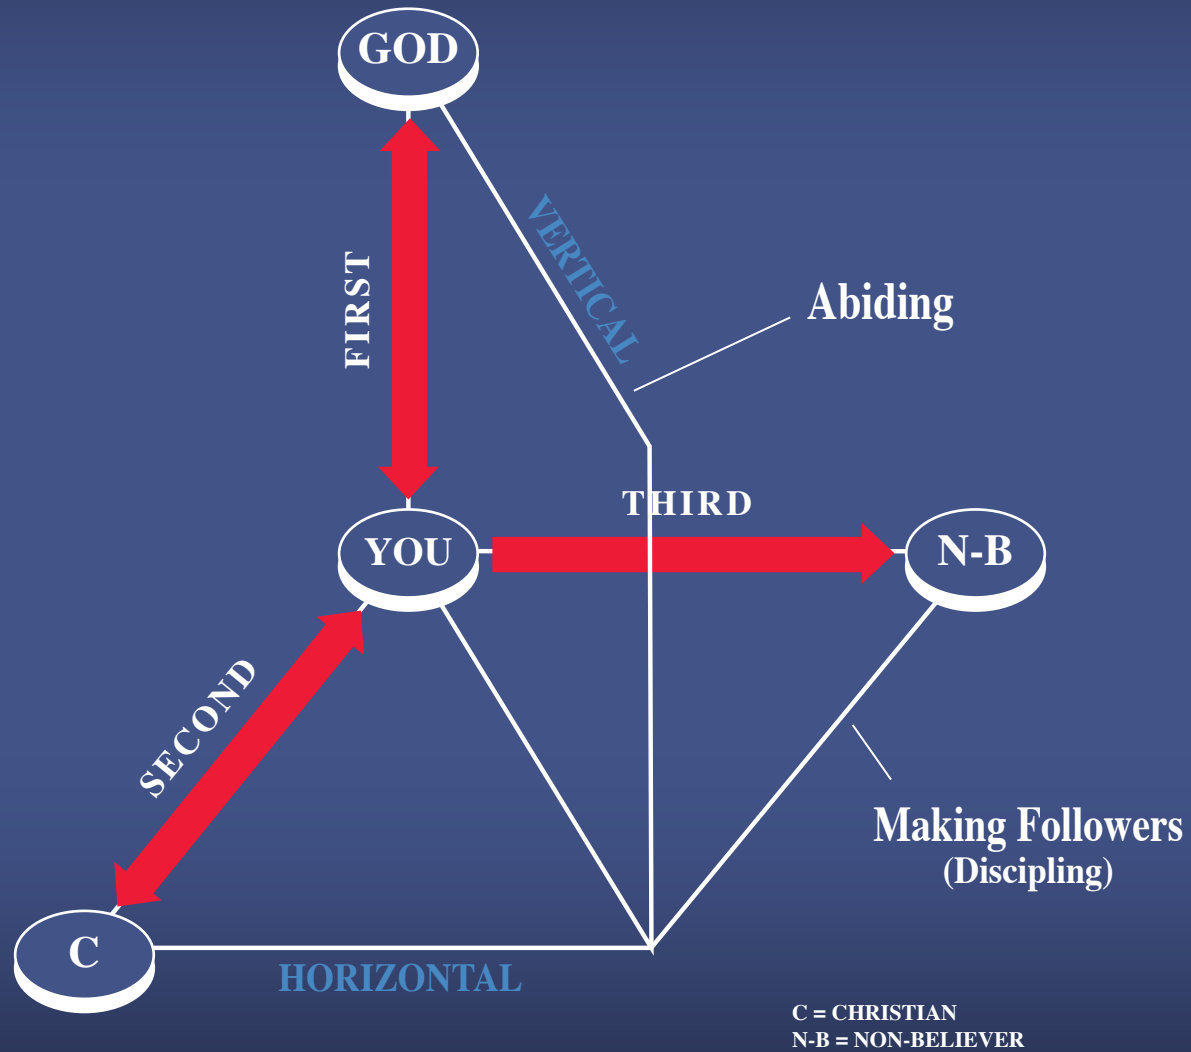 GOD
VERTICAL
FIRST
Abiding
THIRD
YOU
N-B
SECOND
Making Followers
(Discipling)
C
HORIZONTAL
C = CHRISTIAN
N-B = NON-BELIEVER